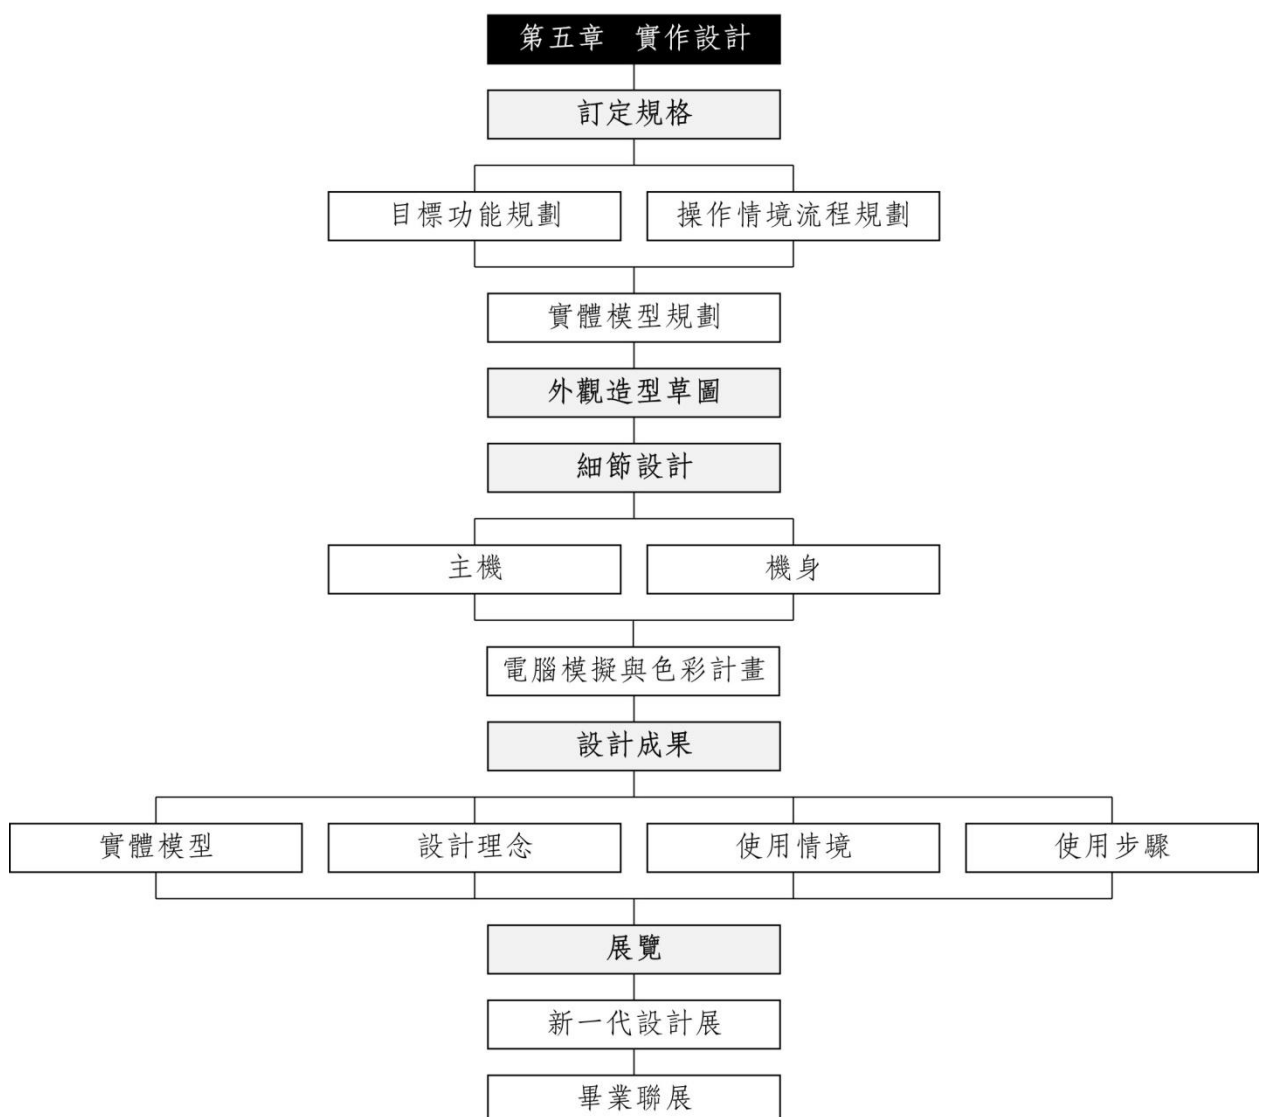 第五章　實作設計
訂定規格
目標功能規劃
操作情境流程規劃
實體模型規劃
外觀造型草圖
細節設計
主機
機身
電腦模擬與色彩計畫
設計成果
實體模型
設計理念
使用情境
使用步驟
展覽
新一代設計展
畢業聯展